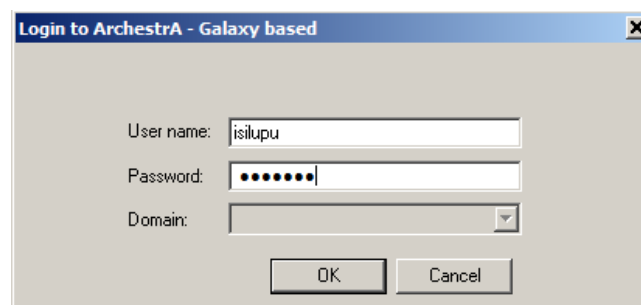 Login to ArchestrA - Galaxy based
User name: isilupu
Password: ●●●●●●●
Domain:
OK Cancel